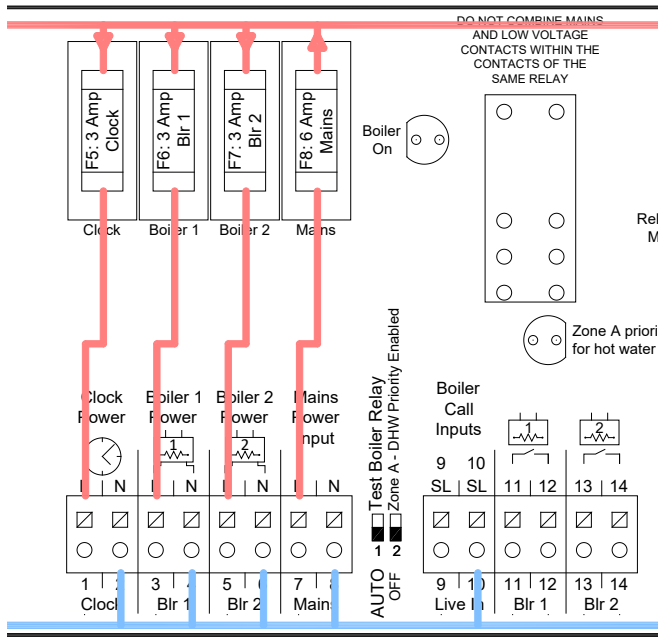 DO NOT COMBINE MAINS
AND LOW VOLTAGE
CONTACTS WITHIN THE
CONTACTS OF THE
SAME RELAY
F5: 3 Amp
Clock
F6: 3 Amp
Blr 1
F7: 3 Amp
Blr 2
F8: 6 Amp
Mains
Boiler
On
Clock
Boiler 1
Boiler 2
Mains
Rel
M
Zone A priori
for hot water
Clock
Power
Boiler 1
Power
Boiler 2
Power
Mains
Power
Input
1
2
Test Boiler Relay
Zone A - DHW Priority Enabled
1 2
AUTO
OFF
Boiler
Call
Inputs
1
2
9 10
L N L N L N L N
SL SL 11 12 13 14
1 2 3 4 5 6 7 8
9 10 11 12 13 14
Clock Blr 1 Blr 2 Mains
Live In Blr 1 Blr 2